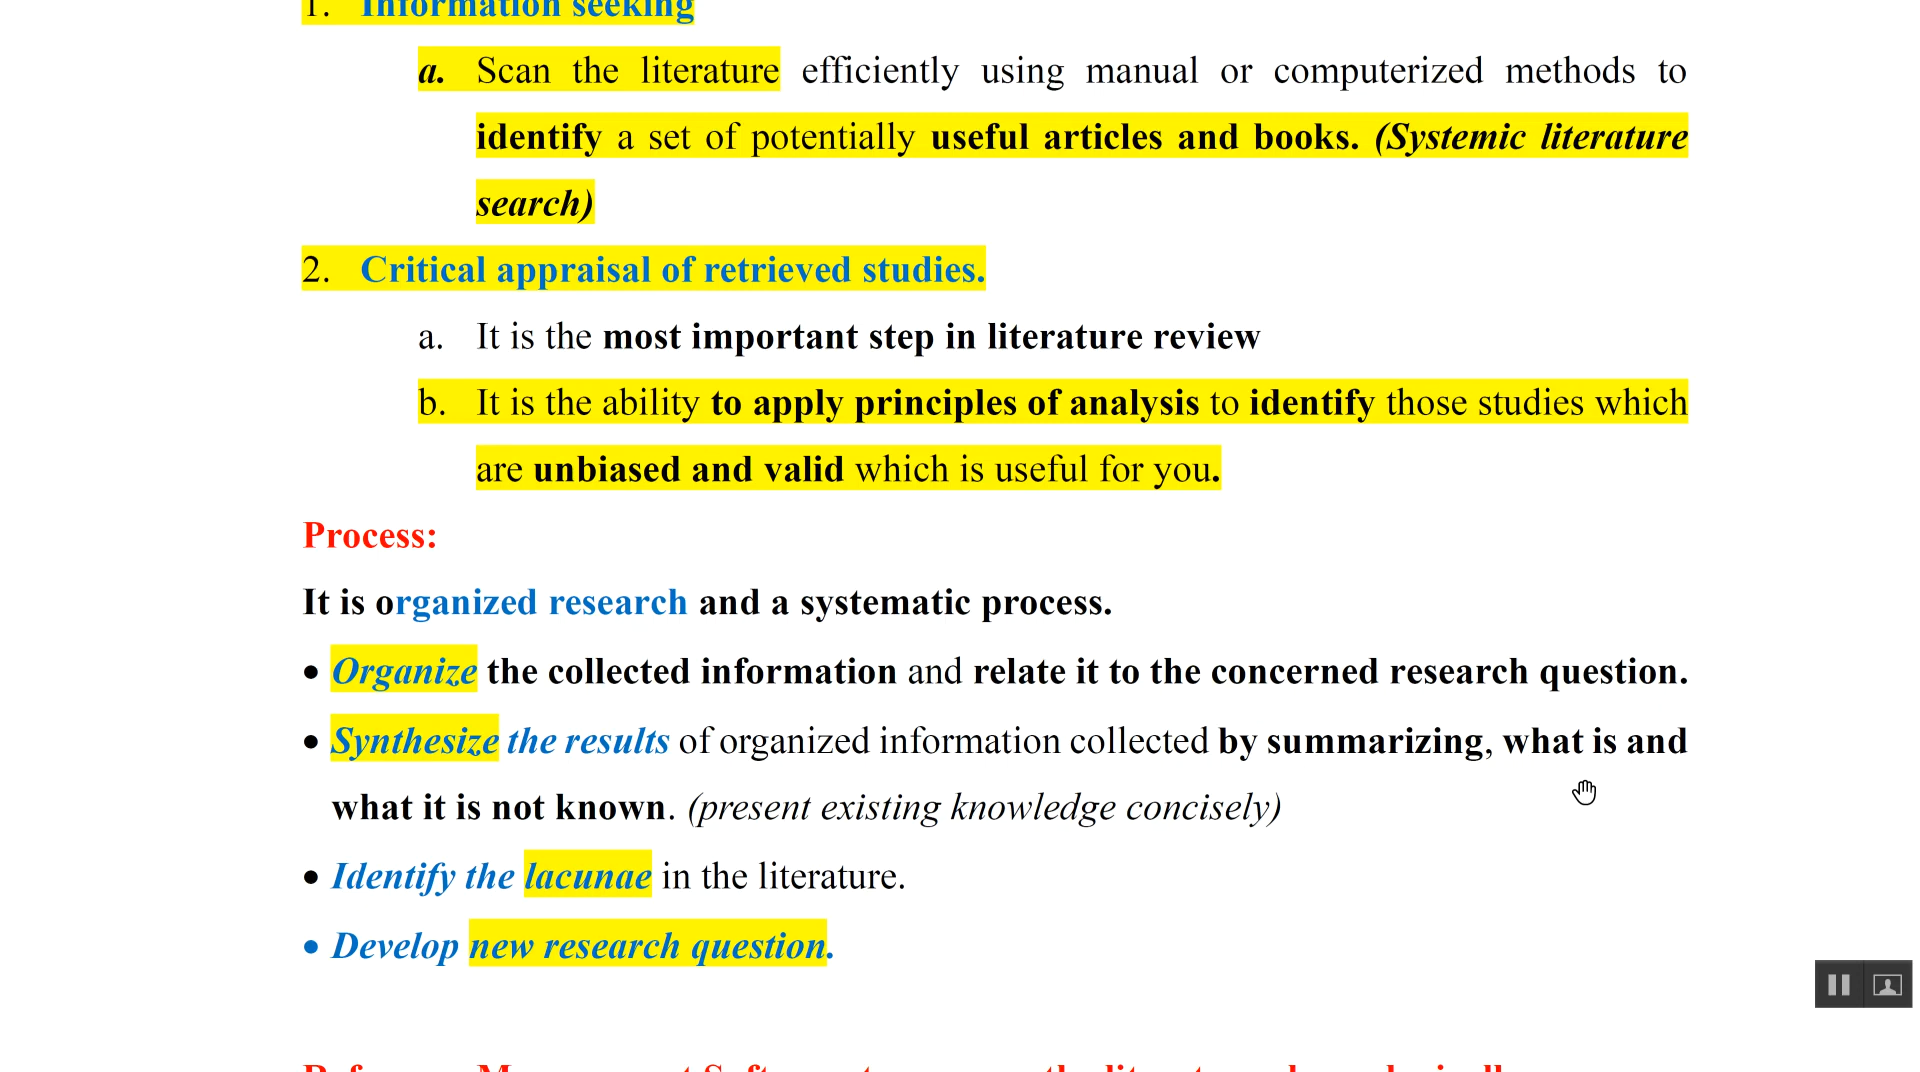 1. Information seeking
a. Scan the literature efficiently using manual or computerized methods to
identify a set of potentially useful articles and books. (Systemic literature
search)
2. Critical appraisal of retrieved studies.
a. It is the most important step in literature review
b. It is the ability to apply principles of analysis to identify those studies which
are unbiased and valid which is useful for you.
Process:
It is organized research and a systematic process.
• Organize the collected information and relate it to the concerned research question.
• Synthesize the results of organized information collected by summarizing, what is and
what it is not known. (present existing knowledge concisely)
• Identify the lacunae in the literature.
• Develop new research question.